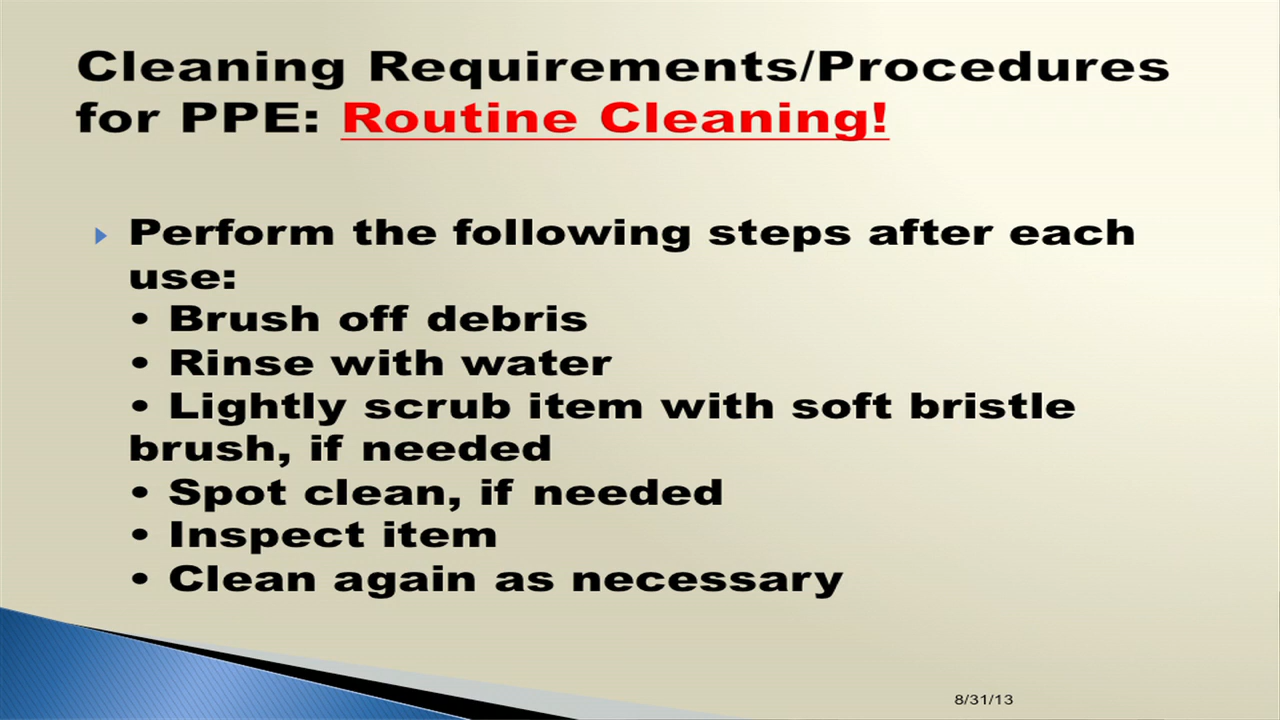 Cleaning Requirements/Procedures
for PPE: Routine Cleaning!
Perform the following steps after each
use:
• Brush off debris
• Rinse with water
• Lightly scrub item with soft bristle
brush, if needed
• Spot clean, if needed
• Inspect item
• Clean again as necessary
8/31/13